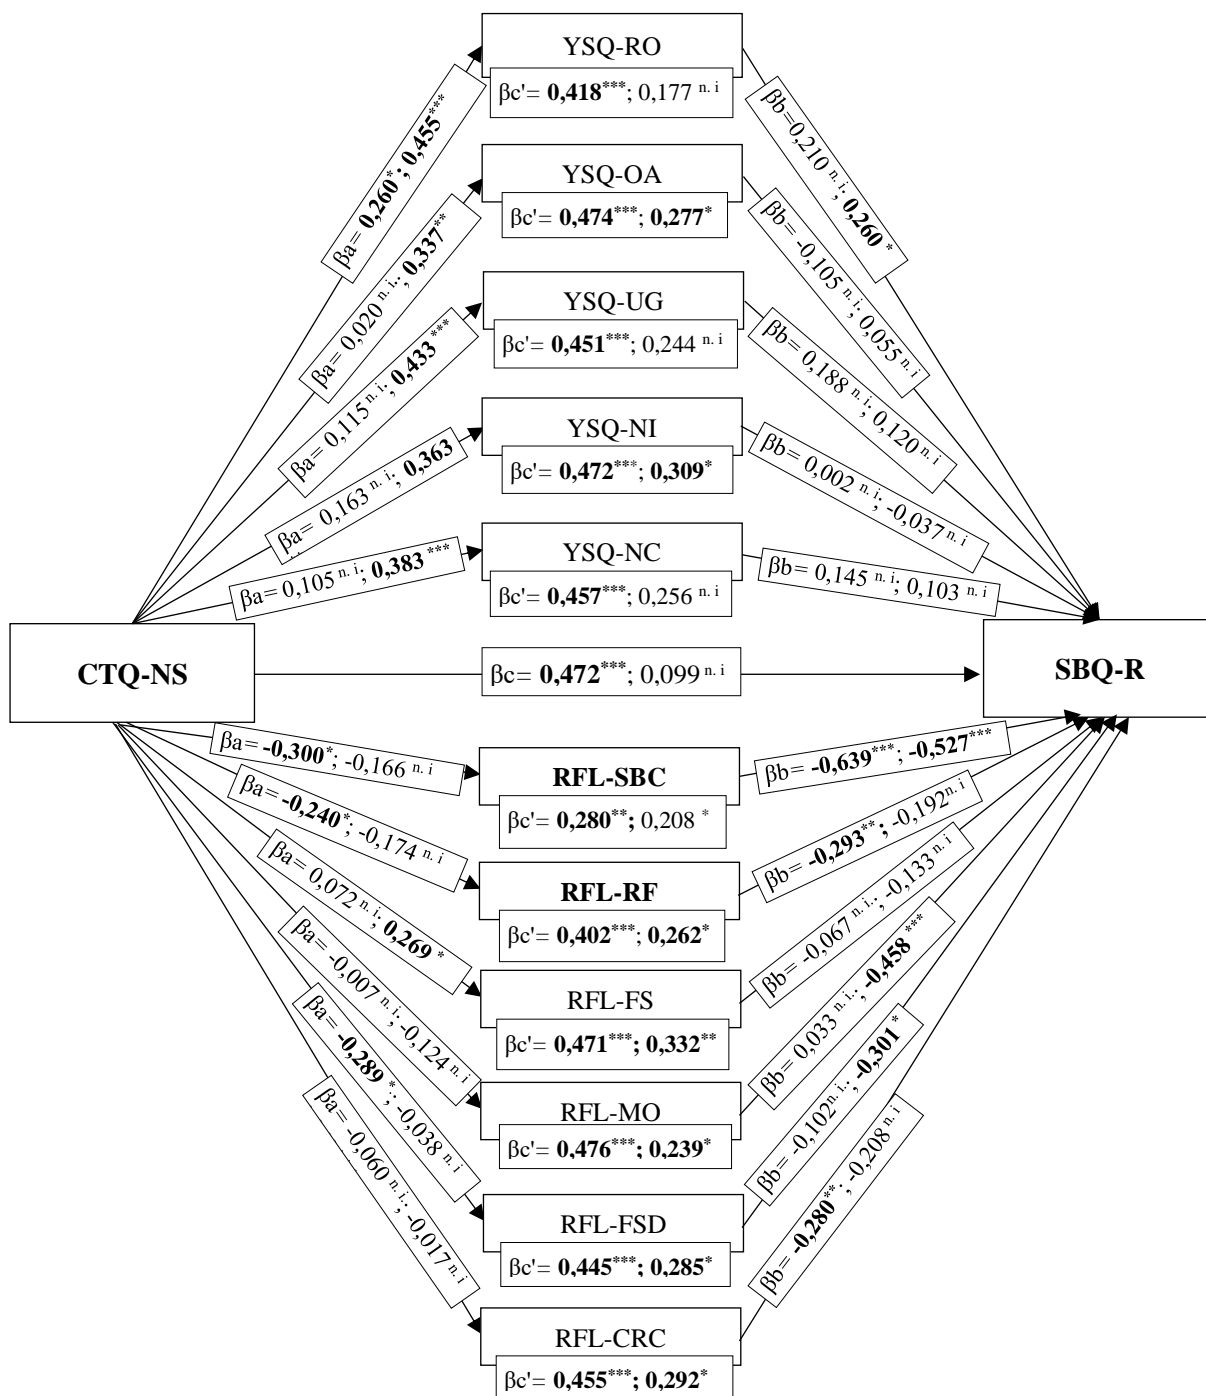 YSQ-RO
βc'= 0,418***; 0,177 n. i
βa= 0,260*; 0,455***
βb=0,210 n. i; 0,260 *
YSQ-OA
βc'= 0,474***; 0,277*
βa= 0,020 n. i.; 0,337**
βb= -0,105 n. i; 0,055 n. i
YSQ-UG
βc'= 0,451***; 0,244 n. i
βa= 0,115 n. i.; 0,433 ***
βb= 0,188 n. i; 0,120 n. i
YSQ-NI
βc'= 0,472***; 0,309*
βa= 0,163 n. i.; 0,363
βb= 0,002 n. i.; -0,037 n. i
YSQ-NC
βc'= 0,457***; 0,256 n. i
βa= 0,105 n. i; 0,383 ***
βb= 0,145 n. i; 0,103 n. i
CTQ-NS
βc= 0,472***; 0,099 n. i
SBQ-R
βa= -0,300*; -0,166 n. i
RFL-SBC
βc'= 0,280**; 0,208 *
βb= -0,639***; -0,527***
βa= -0,240*; -0,174 n. i
RFL-RF
βc'= 0,402***; 0,262*
βb= -0,293**; -0,192n. i
βa= 0,072 n. i.; 0,269 *
RFL-FS
βc'= 0,471***; 0,332**
βb= -0,067 n. i..; -0,133 n. i
βa= -0,007 n. i.; -0,124 n. i
RFL-MO
βc'= 0,476***; 0,239*
βb= 0,033 n. i..; -0,458 ***
βa= -0,289 *; -0,038 n. i
RFL-FSD
βc'= 0,445***; 0,285*
βb= -0,102n. i..; -0,301 *
βa= -0,060 n. i..; -0,017 n. i
RFL-CRC
βc'= 0,455***; 0,292*
βb= -0,280**; -0,208 n. i